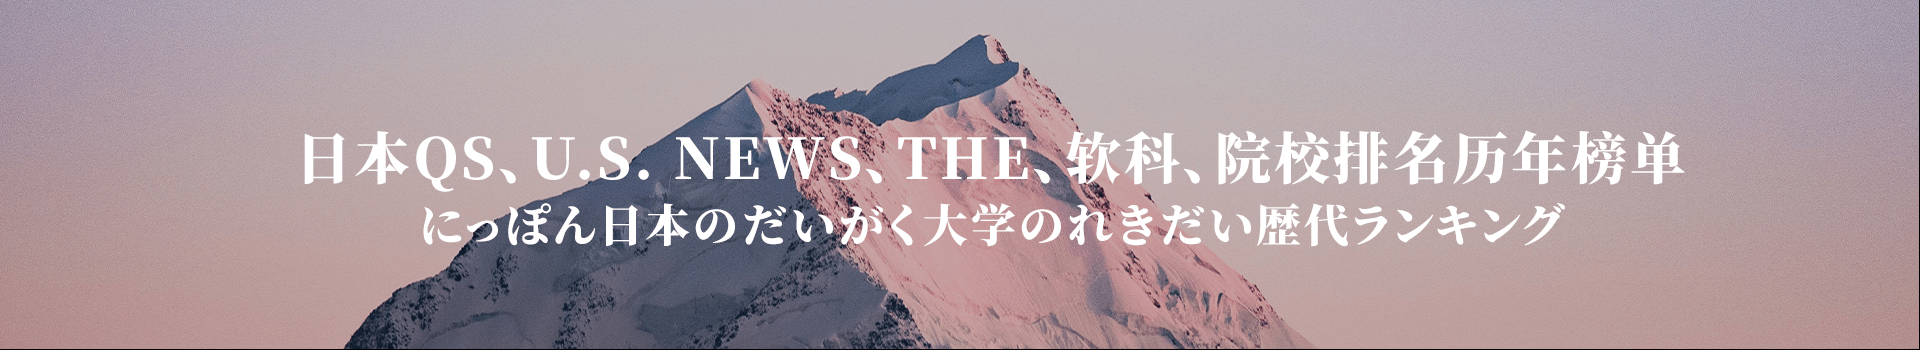 日本QS、U.S. NEWS、THE、软科、院校排名历年榜单
にっぽん日本のだいがく大学のれきだい歴代ランキング